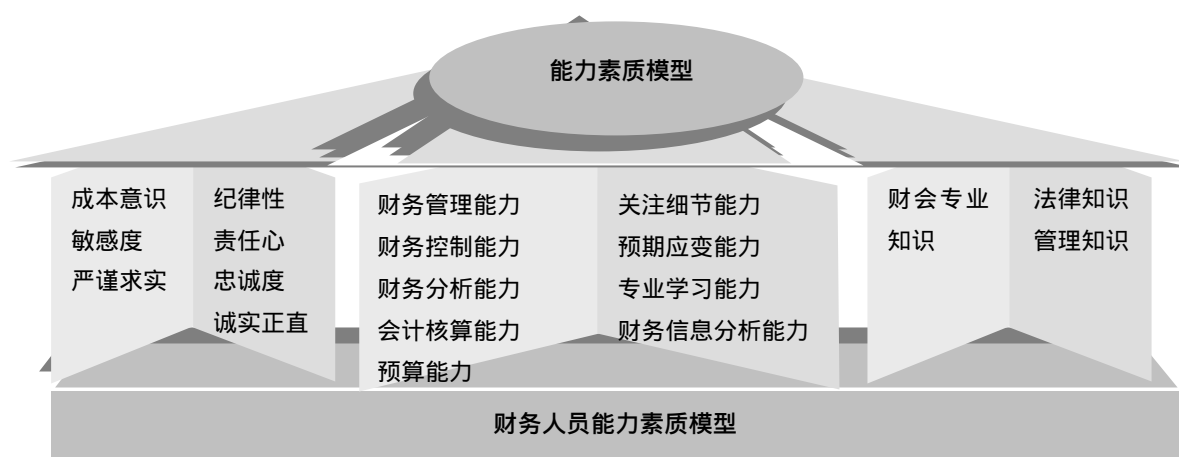 能力素质模型
成本意识
敏感度
严谨求实
纪律性
责任心
忠诚度
诚实正直
财务管理能力
财务控制能力
财务分析能力
会计核算能力
预算能力
关注细节能力
预期应变能力
专业学习能力
财务信息分析能力
财会专业
知识
法律知识
管理知识
财务人员能力素质模型